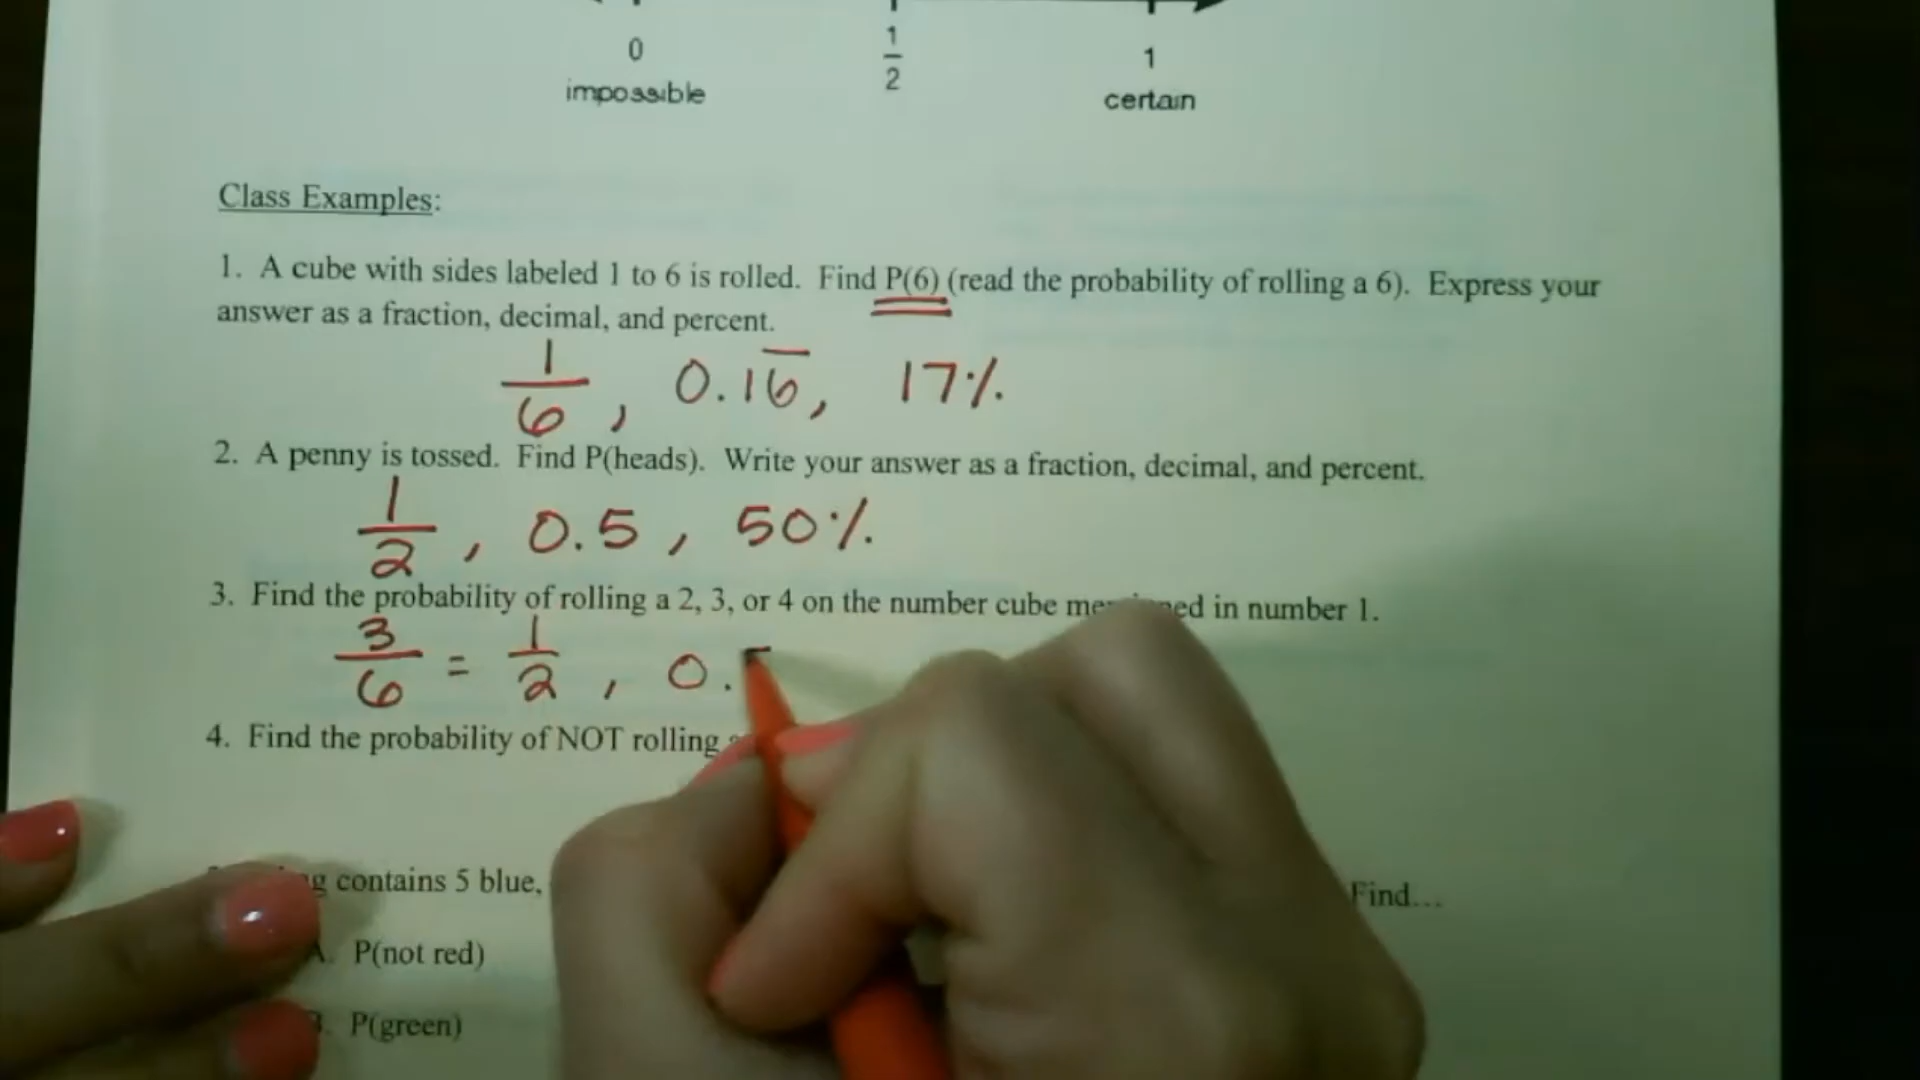 0 1/2 1
impossible certain
Class Examples:
1. A cube with sides labeled 1 to 6 is rolled. Find P(6) (read the probability of rolling a 6). Express your
answer as a fraction, decimal, and percent.
1/6, 0.16̅, 17%
2. A penny is tossed. Find P(heads). Write your answer as a fraction, decimal, and percent.
1/2, 0.5, 50%
3. Find the probability of rolling a 2, 3, or 4 on the number cube in number 1.
3/6 = 1/2, 0.
4. Find the probability of NOT rolling
contains 5 blue, Find...
P(not red)
P(green)